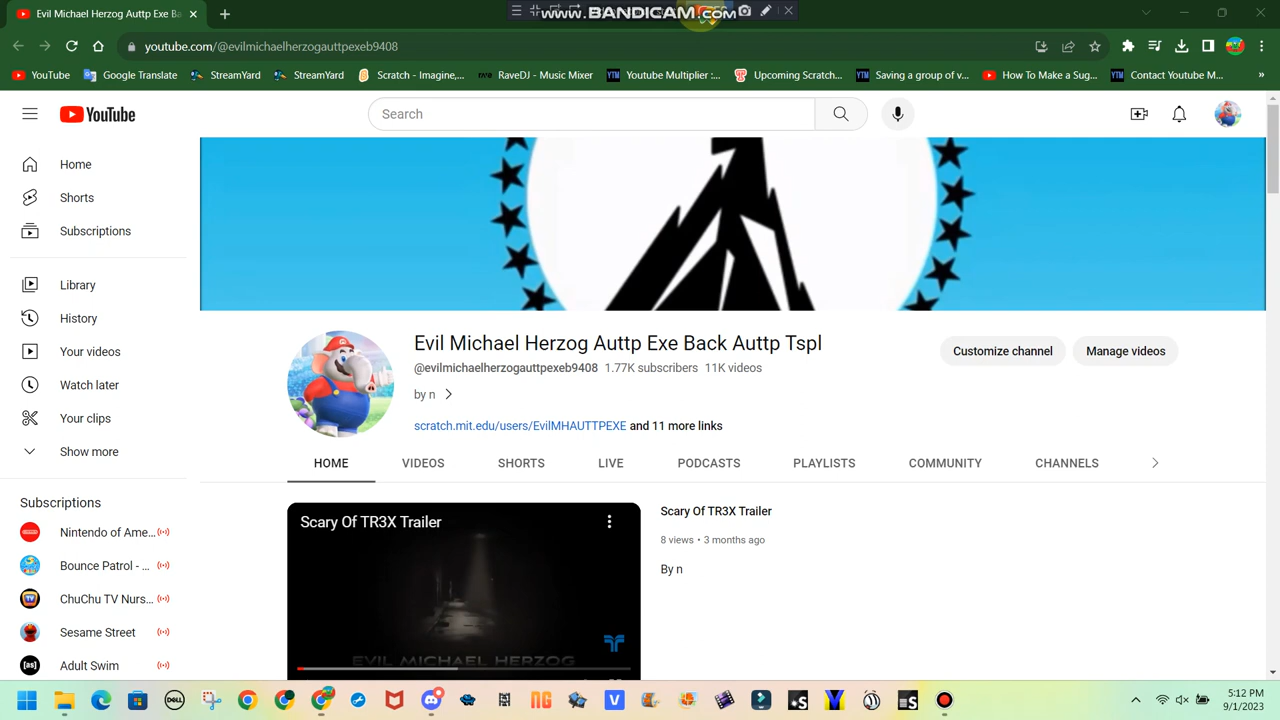 Evil Michael Herzog Auttp Exe Ba
www.BANDICAM.com
youtube.com/@evilmichaelherzogauttpexeb9408
YouTube Google Translate StreamYard StreamYard Scratch - Imagine,... RaveDJ - Music Mixer Youtube Multiplier :... Upcoming Scratch... Saving a group of v... How To Make a Sug... Contact Youtube M... »
YouTube
Search
Home
Shorts
Subscriptions
Library
History
Your videos
Watch later
Your clips
Show more
Subscriptions
Nintendo of Ame...
Bounce Patrol - ...
ChuChu TV Nurs...
Sesame Street
[as] Adult Swim
Evil Michael Herzog Auttp Exe Back Auttp Tspl
@evilmichaelherzogauttpexeb9408 1.77K subscribers 11K videos
by n
scratch.mit.edu/users/EvilMHAUTTPEXE and 11 more links
Customize channel Manage videos
HOME VIDEOS SHORTS LIVE PODCASTS PLAYLISTS COMMUNITY CHANNELS
Scary Of TR3X Trailer
EVIL MICHAEL HERZOG
Scary Of TR3X Trailer
8 views • 3 months ago
By n
DELL
NG
V
5:12 PM
9/1/2023